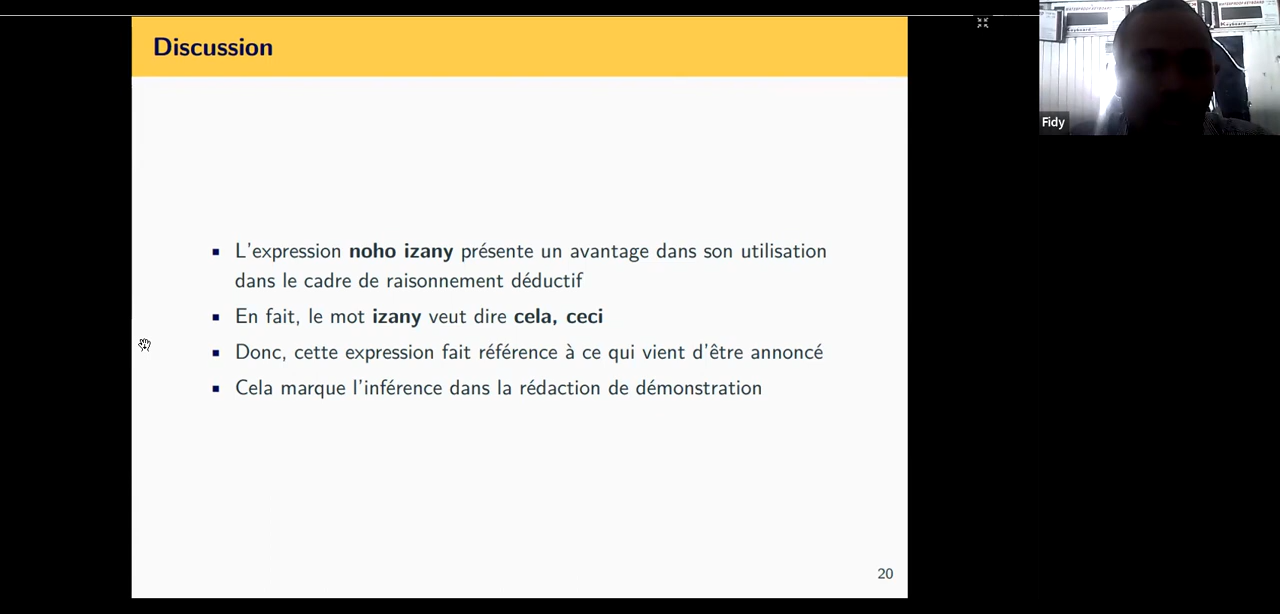 Discussion
L'expression noho izany présente un avantage dans son utilisation
dans le cadre de raisonnement déductif
En fait, le mot izany veut dire cela, ceci
Donc, cette expression fait référence à ce qui vient d'être annoncé
Cela marque l'inférence dans la rédaction de démonstration
20
Fidy